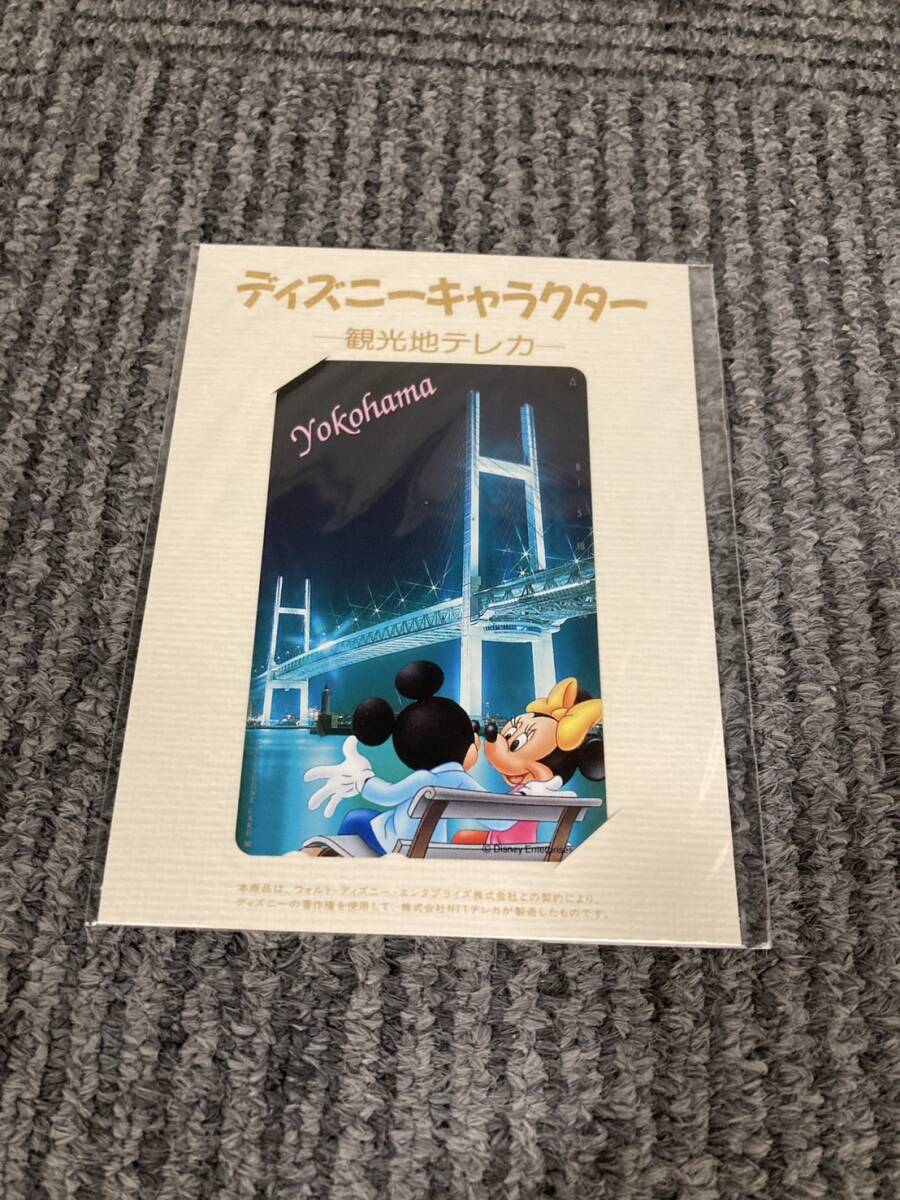 ディズニーキャラクター
―観光地テレカ―
Yokohama
© Disney Enterprises
本商品は、ウォルト・ディズニー・エンタプライズ株式会社との契約により、
ディズニーの著作権を使用して、株式会社NTTテレカが製造したものです。